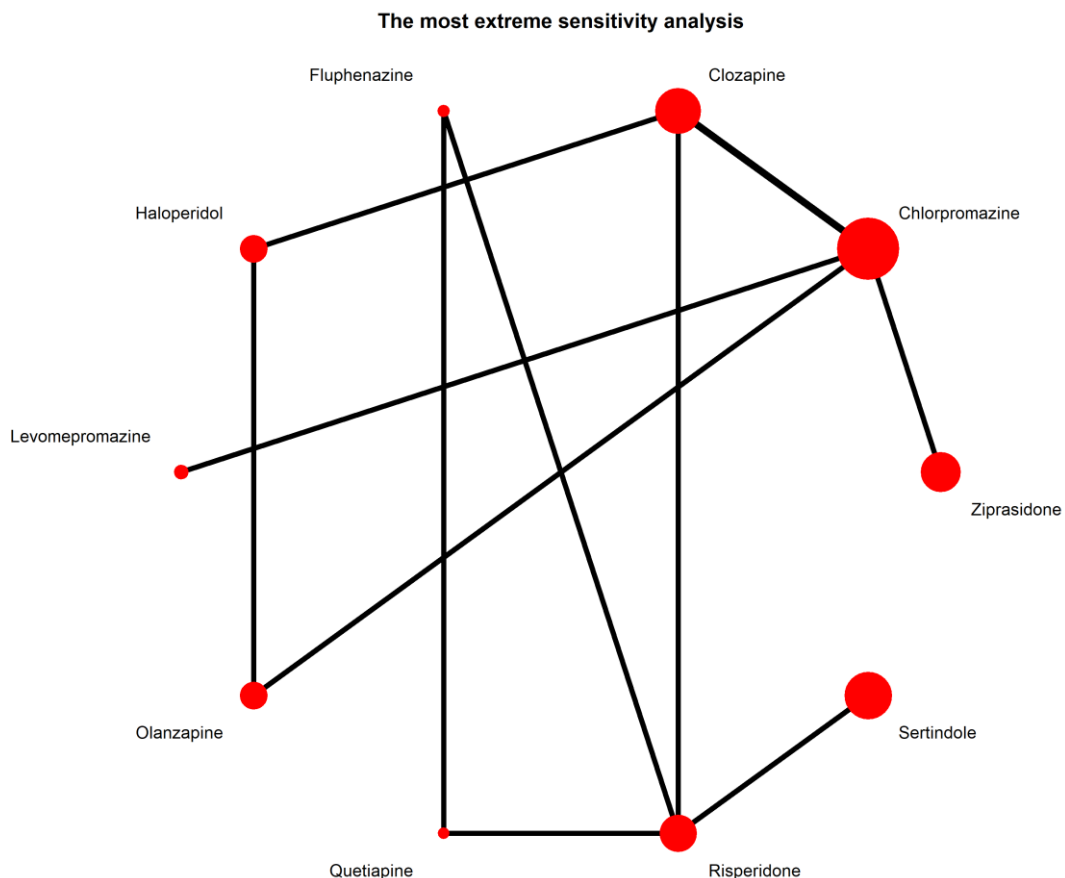 The most extreme sensitivity analysis
Fluphenazine
Clozapine
Haloperidol
Chlorpromazine
Levomepromazine
Ziprasidone
Olanzapine
Sertindole
Quetiapine
Risperidone